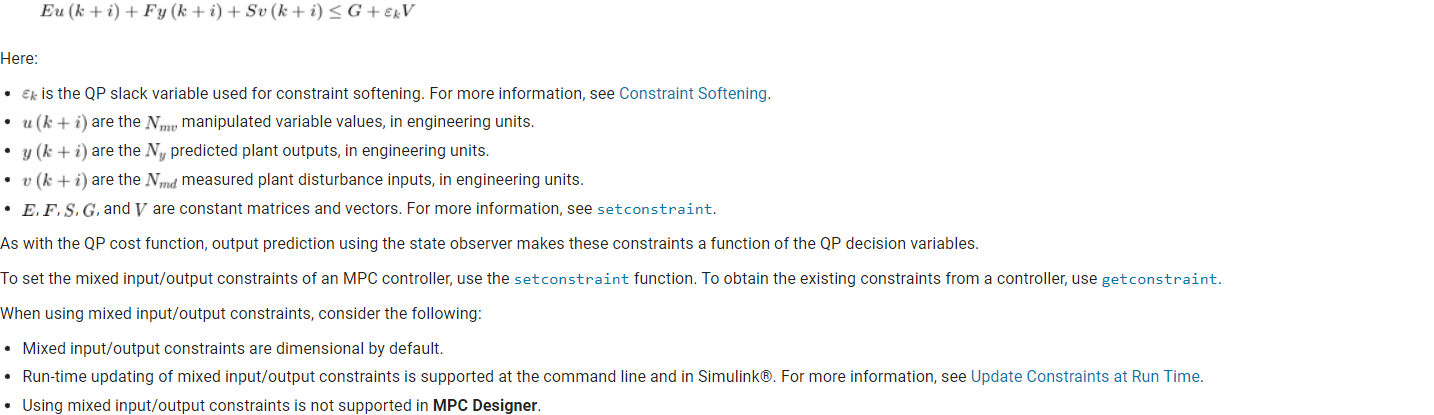 Eu (k + i) + Fy (k + i) + Sv (k + i) ≤ G + εₖV
Here:
• εₖ is the QP slack variable used for constraint softening. For more information, see Constraint Softening.
• u (k + i) are the Nₘᵥ manipulated variable values, in engineering units.
• y (k + i) are the N_y predicted plant outputs, in engineering units.
• v (k + i) are the N_md measured plant disturbance inputs, in engineering units.
• E, F, S, G, and V are constant matrices and vectors. For more information, see setconstraint.
As with the QP cost function, output prediction using the state observer makes these constraints a function of the QP decision variables.
To set the mixed input/output constraints of an MPC controller, use the setconstraint function. To obtain the existing constraints from a controller, use getconstraint.
When using mixed input/output constraints, consider the following:
• Mixed input/output constraints are dimensional by default.
• Run-time updating of mixed input/output constraints is supported at the command line and in Simulink®. For more information, see Update Constraints at Run Time.
• Using mixed input/output constraints is not supported in MPC Designer.